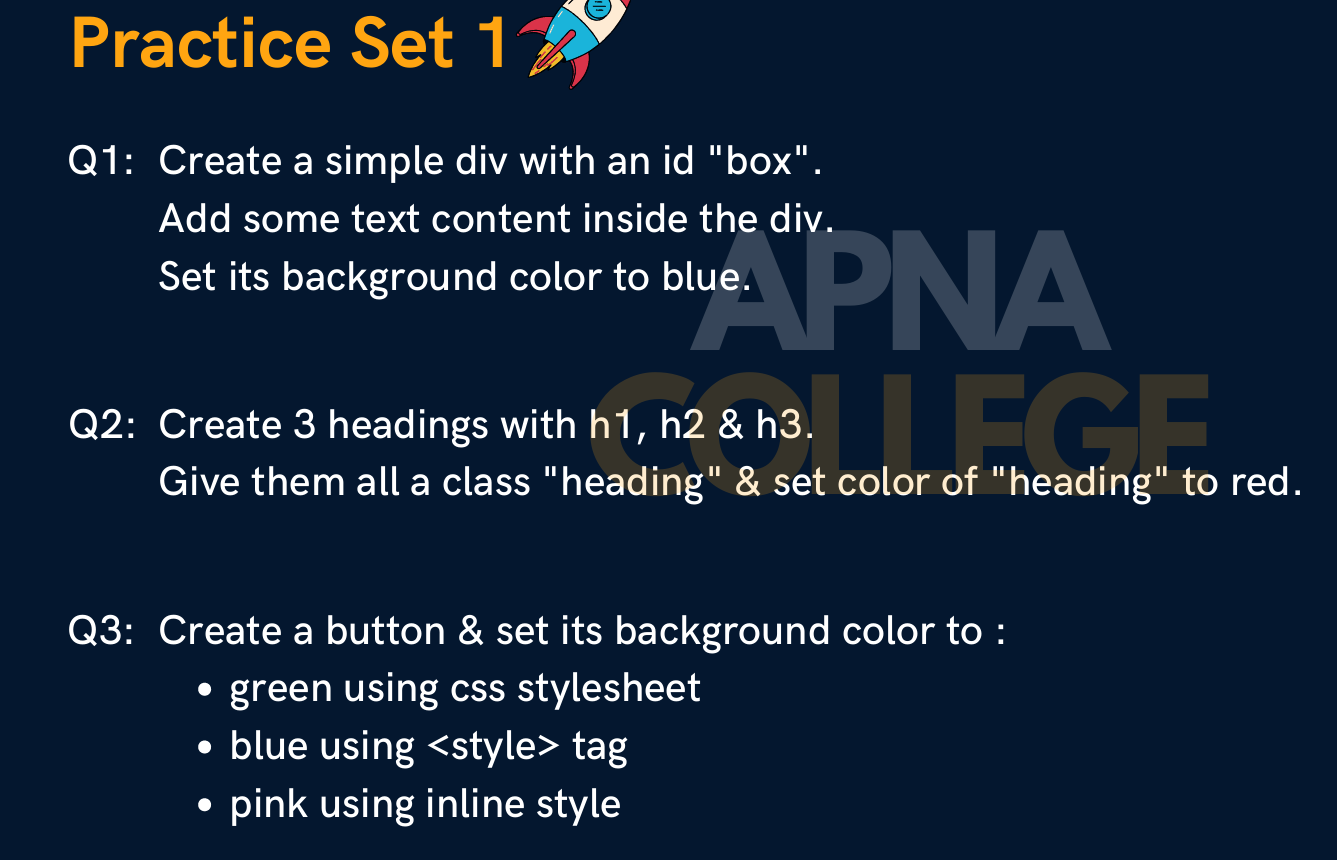 Practice Set 1
Q1: Create a simple div with an id "box".
Add some text content inside the div.
Set its background color to blue.
APNA
COLLEGE
Q2: Create 3 headings with h1, h2 & h3.
Give them all a class "heading" & set color of "heading" to red.
Q3: Create a button & set its background color to :
• green using css stylesheet
• blue using <style> tag
• pink using inline style